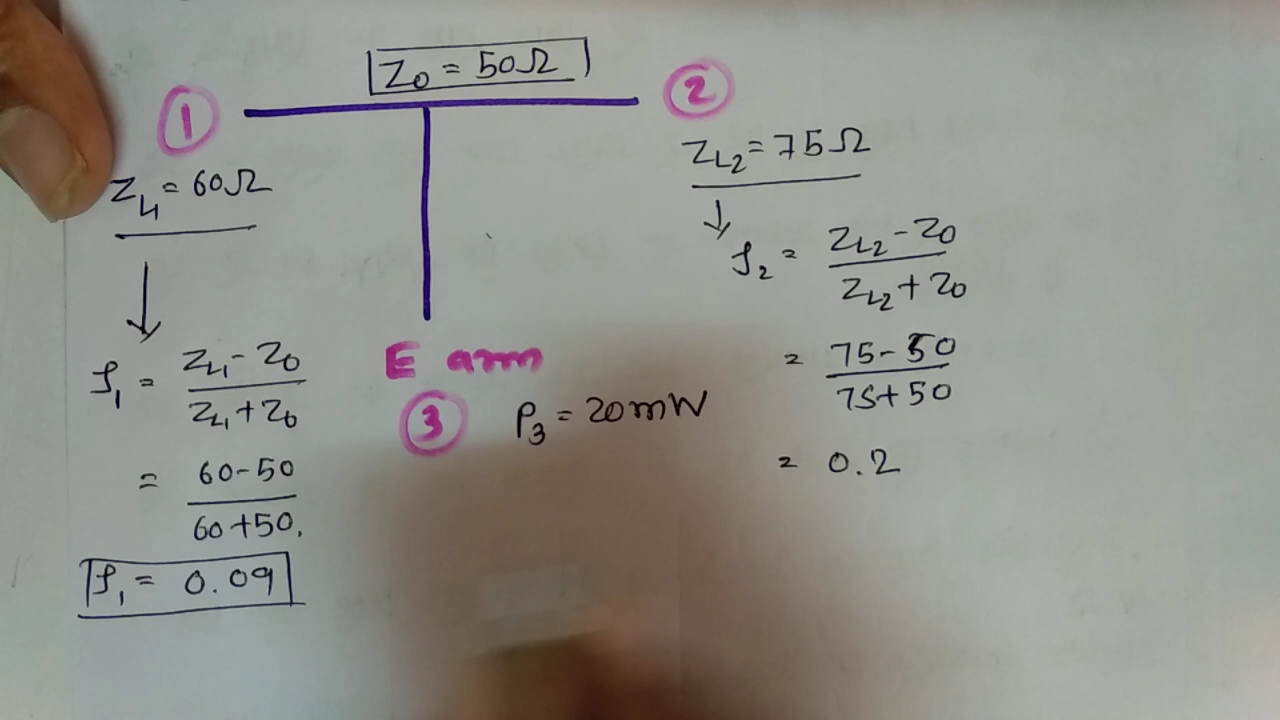 Z0 = 50Ω
①
②
ZL1 = 60Ω
ZL2 = 75Ω
↓
ρ1 = ZL1 - Z0 / ZL1 + Z0
= 60-50 / 60+50,
ρ1 = 0.09
E arm
③ P3 = 20mW
↓
ρ2 = ZL2 - Z0 / ZL2 + Z0
= 75-50 / 75+50
= 0.2